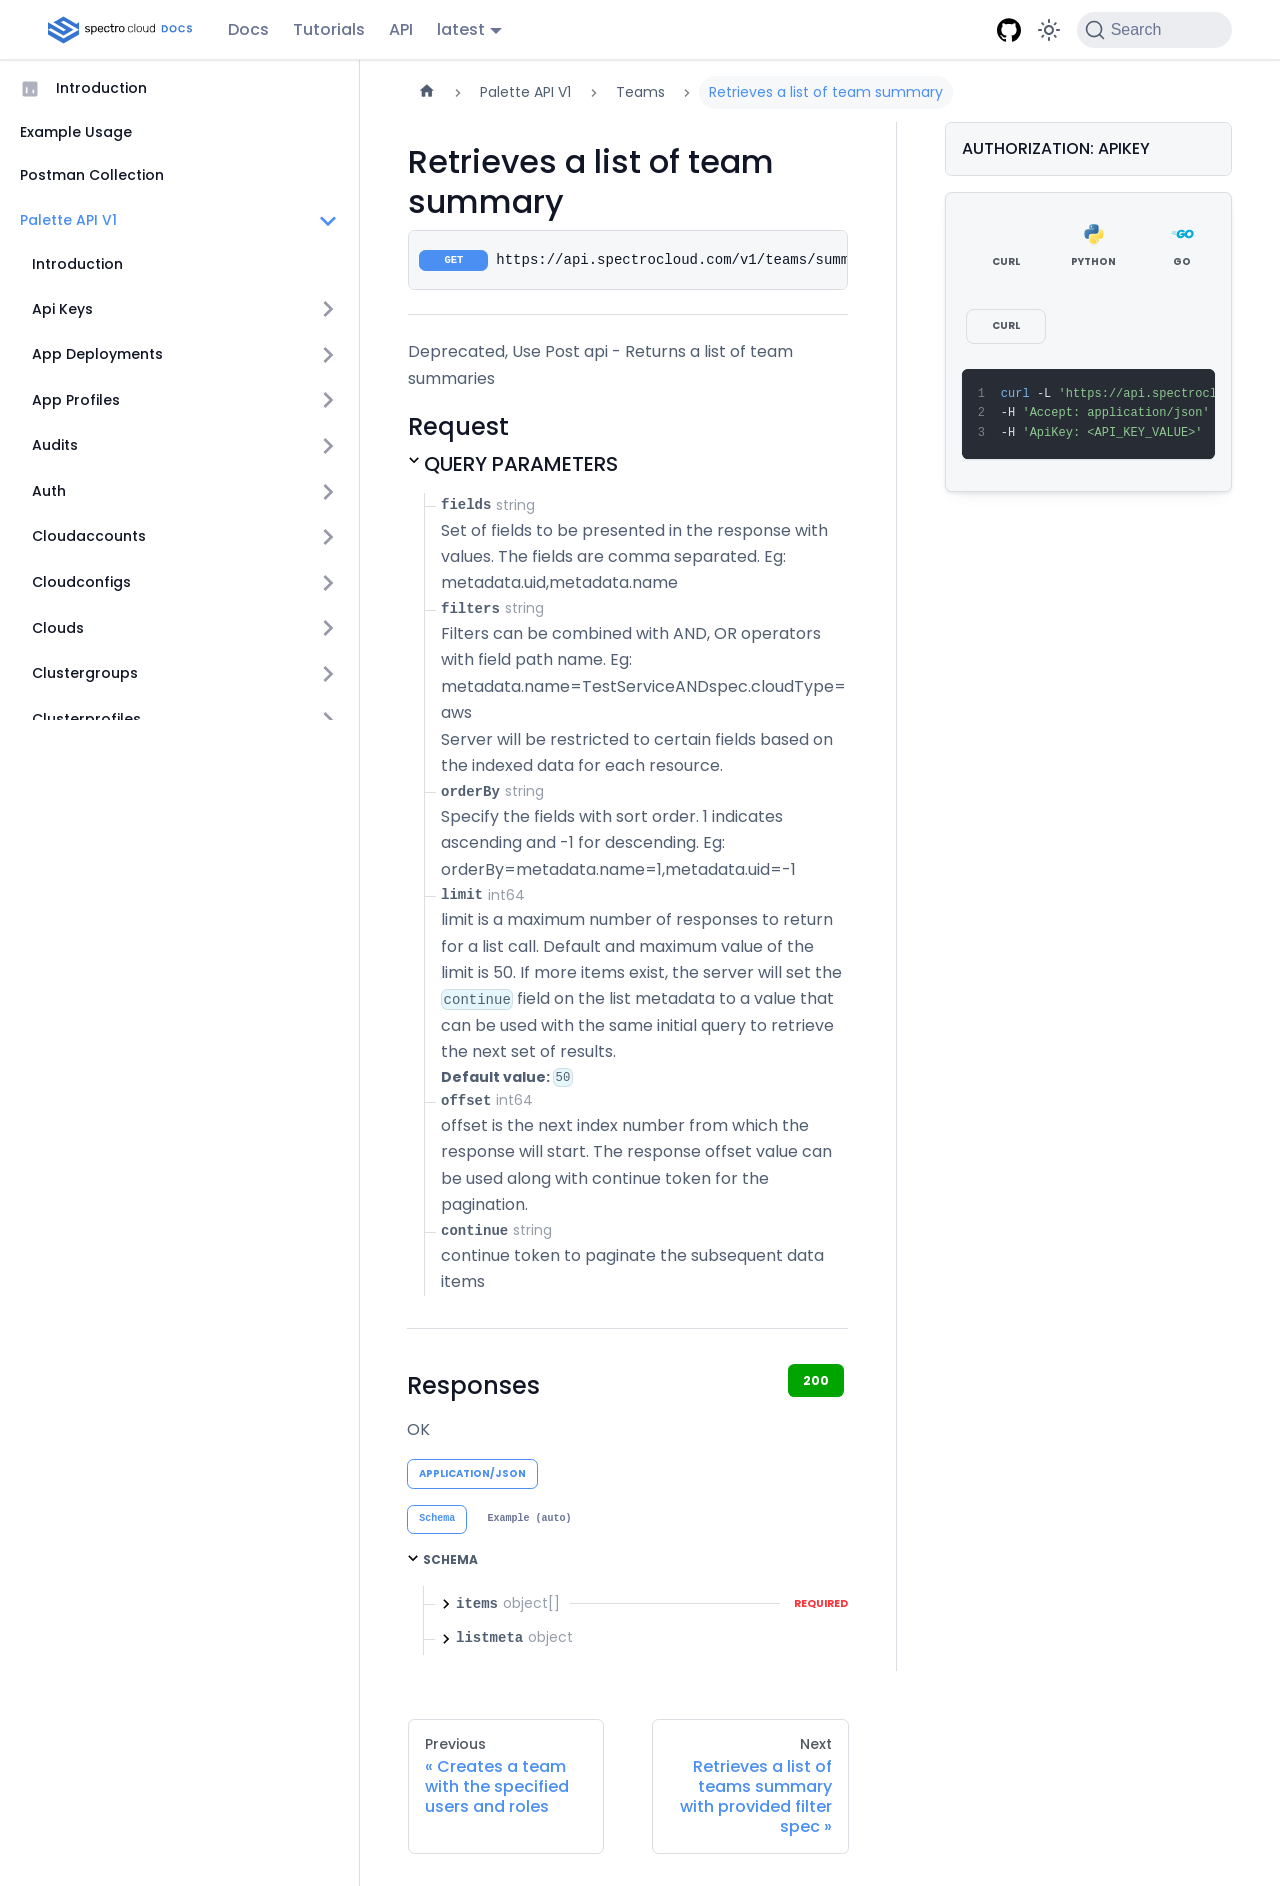 spectro cloud DOCS Docs Tutorials API latest Search
Introduction
Example Usage
Postman Collection
Palette API V1
Introduction
Api Keys
App Deployments
App Profiles
Audits
Auth
Cloudaccounts
Cloudconfigs
Clouds
Clustergroups
Clusterprofiles
Palette API V1 Teams Retrieves a list of team summary
Retrieves a list of team
summary
GET https://api.spectrocloud.com/v1/teams/summ
Deprecated, Use Post api - Returns a list of team
summaries
Request
QUERY PARAMETERS
fields string
Set of fields to be presented in the response with
values. The fields are comma separated. Eg:
metadata.uid,metadata.name
filters string
Filters can be combined with AND, OR operators
with field path name. Eg:
metadata.name=TestServiceANDspec.cloudType=
aws
Server will be restricted to certain fields based on
the indexed data for each resource.
orderBy string
Specify the fields with sort order. 1 indicates
ascending and -1 for descending. Eg:
orderBy=metadata.name=1,metadata.uid=-1
limit int64
limit is a maximum number of responses to return
for a list call. Default and maximum value of the
limit is 50. If more items exist, the server will set the
continue field on the list metadata to a value that
can be used with the same initial query to retrieve
the next set of results.
Default value: 50
offset int64
offset is the next index number from which the
response will start. The response offset value can
be used along with continue token for the
pagination.
continue string
continue token to paginate the subsequent data
items
Responses
200
OK
APPLICATION/JSON
Schema Example (auto)
SCHEMA
items object[] REQUIRED
listmeta object
Previous
« Creates a team
with the specified
users and roles
Next
Retrieves a list of
teams summary
with provided filter
spec »
AUTHORIZATION: APIKEY
GO
CURL PYTHON GO
CURL
1 curl -L 'https://api.spectrocl
2 -H 'Accept: application/json'
3 -H 'ApiKey: <API_KEY_VALUE>'